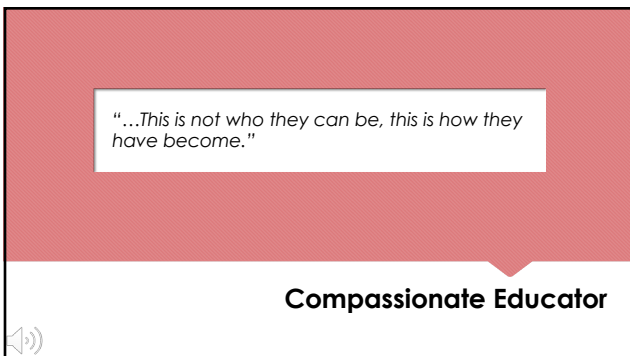 “…This is not who they can be, this is how they
have become.”
Compassionate Educator